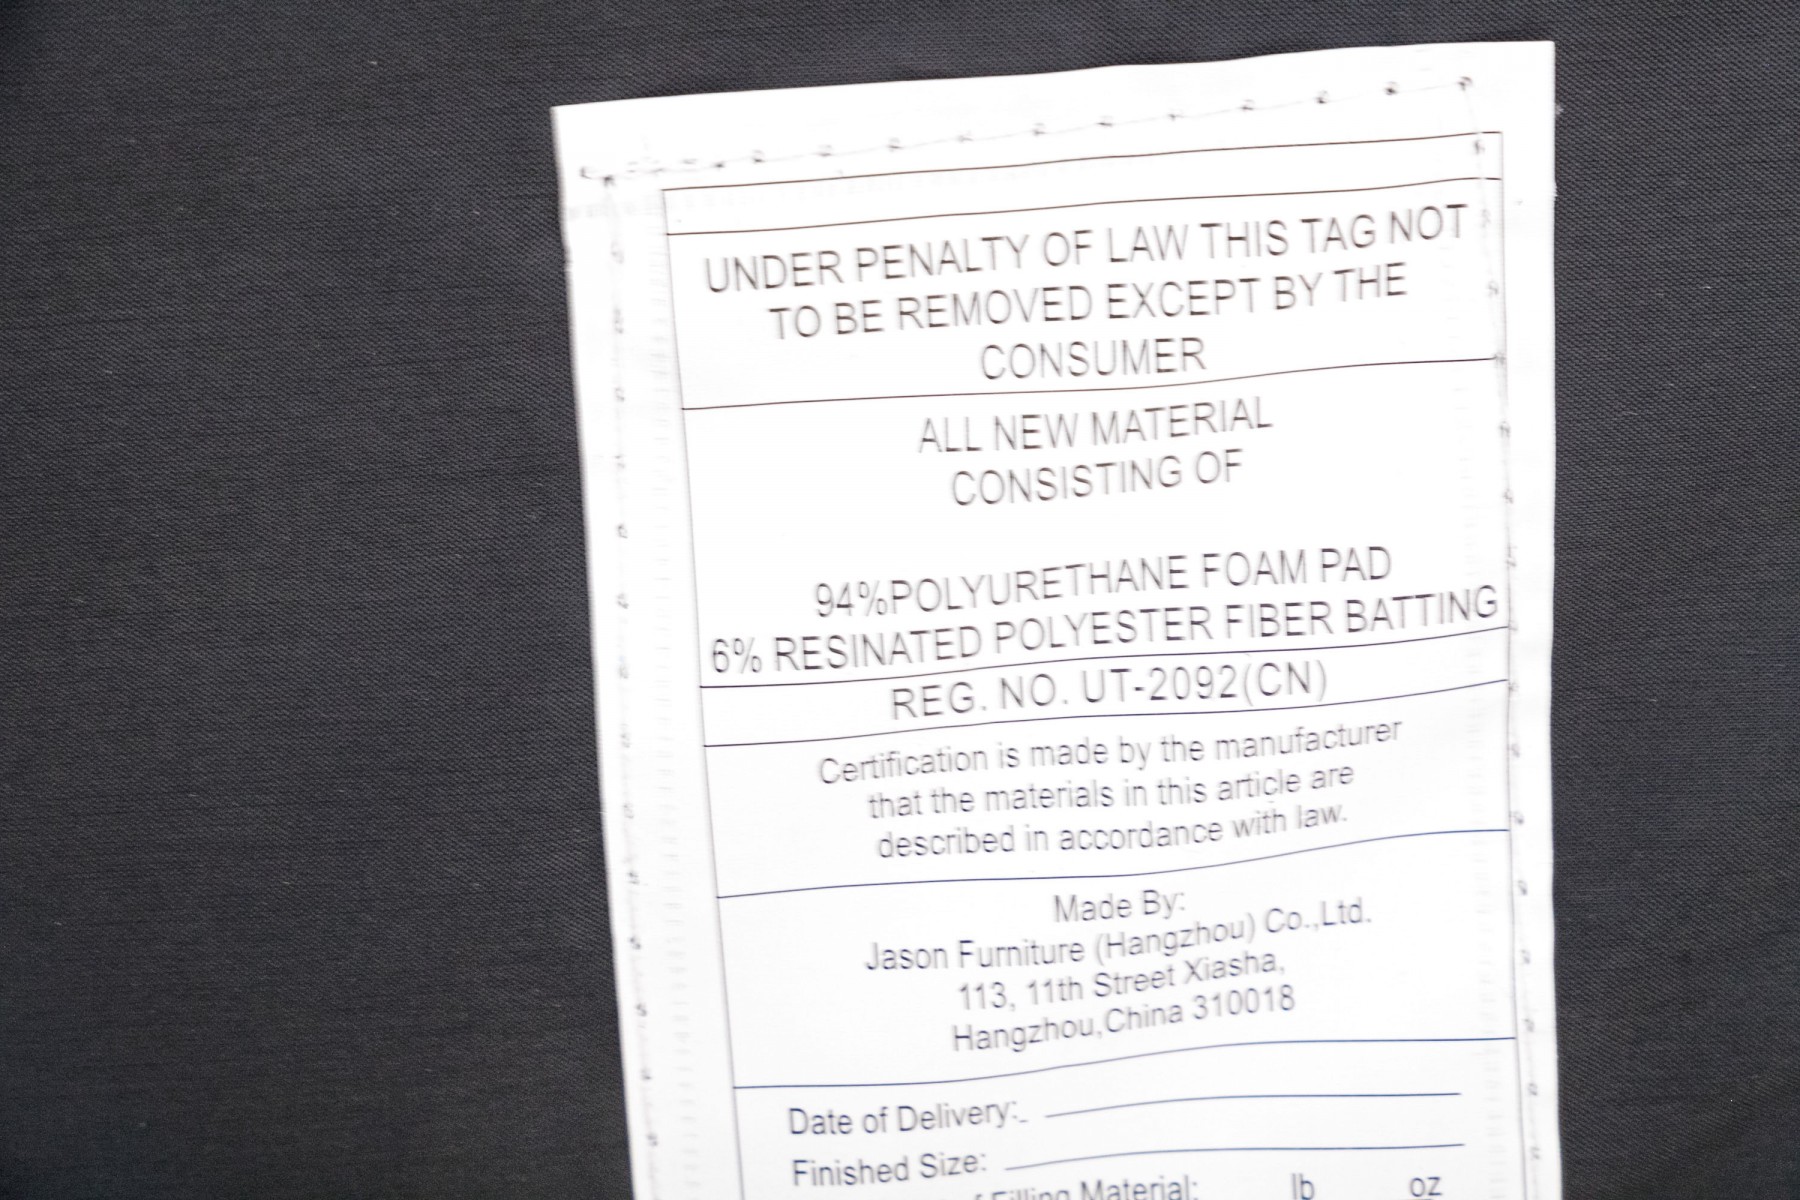 UNDER PENALTY OF LAW THIS TAG NOT
TO BE REMOVED EXCEPT BY THE
CONSUMER
ALL NEW MATERIAL
CONSISTING OF
94%POLYURETHANE FOAM PAD
6% RESINATED POLYESTER FIBER BATTING
REG. NO. UT-2092(CN)
Certification is made by the manufacturer
that the materials in this article are
described in accordance with law.
Made By:
Jason Furniture (Hangzhou) Co.,Ltd.
113, 11th Street Xiasha,
Hangzhou,China 310018
Date of Delivery:
Finished Size:
Filling Material: lb oz